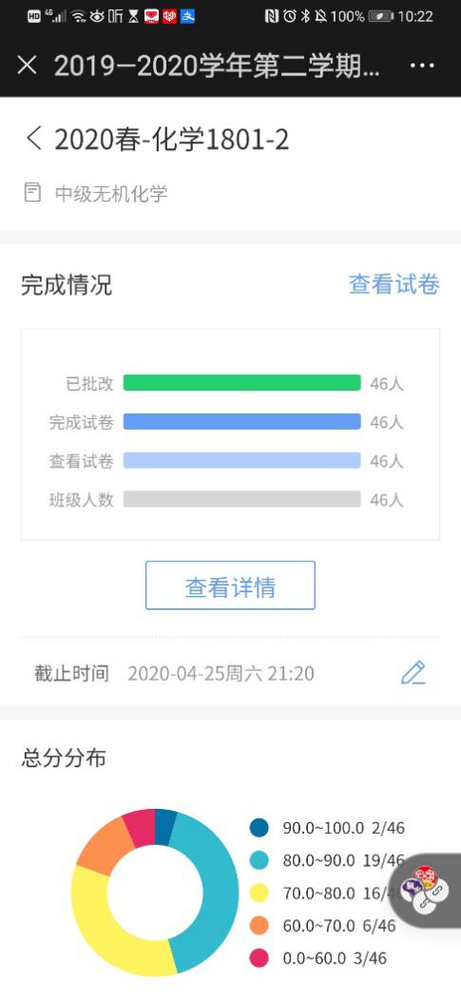 HD 4G 听 100% 10:22
2019—2020学年第二学期...
2020春-化学1801-2
中级无机化学
完成情况 查看试卷
已批改 46人
完成试卷 46人
查看试卷 46人
班级人数 46人
查看详情
截止时间 2020-04-25周六 21:20
总分分布
90.0~100.0 2/46
80.0~90.0 19/46
70.0~80.0 16/4
60.0~70.0 6/46
0.0~60.0 3/46